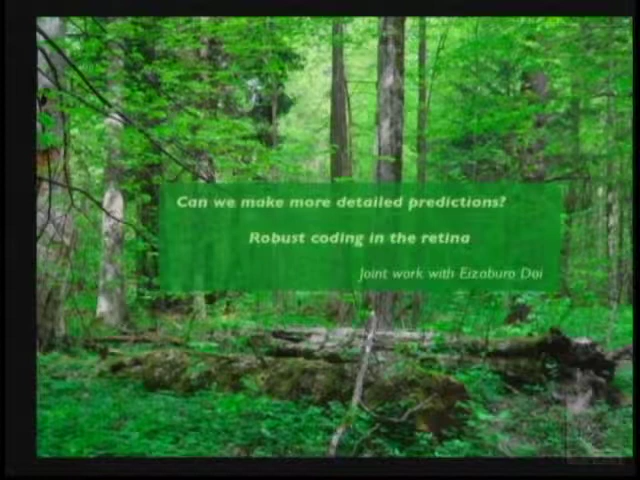 Can we make more detailed predictions?
Robust coding in the retina
Joint work with Eizaburo Doi